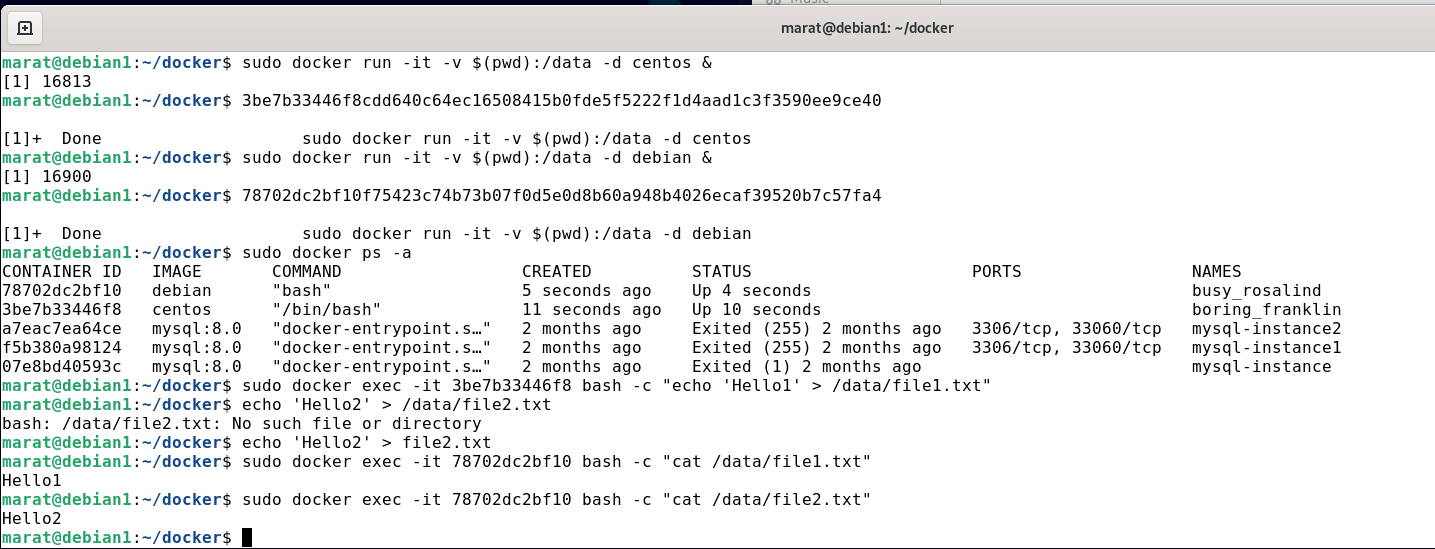 Music
marat@debian1: ~/docker
marat@debian1:~/docker$ sudo docker run -it -v $(pwd):/data -d centos &
[1] 16813
marat@debian1:~/docker$ 3be7b33446f8cdd640c64ec16508415b0fde5f5222f1d4aad1c3f3590ee9ce40
[1]+  Done                    sudo docker run -it -v $(pwd):/data -d centos
marat@debian1:~/docker$ sudo docker run -it -v $(pwd):/data -d debian &
[1] 16900
marat@debian1:~/docker$ 78702dc2bf10f75423c74b73b07f0d5e0d8b60a948b4026ecaf39520b7c57fa4
[1]+  Done                    sudo docker run -it -v $(pwd):/data -d debian
marat@debian1:~/docker$ sudo docker ps -a
CONTAINER ID   IMAGE       COMMAND                  CREATED          STATUS                      PORTS                 NAMES
78702dc2bf10   debian      "bash"                   5 seconds ago    Up 4 seconds                                      busy_rosalind
3be7b33446f8   centos      "/bin/bash"              11 seconds ago   Up 10 seconds                                     boring_franklin
a7eac7ea64ce   mysql:8.0   "docker-entrypoint.s…"   2 months ago     Exited (255) 2 months ago   3306/tcp, 33060/tcp   mysql-instance2
f5b380a98124   mysql:8.0   "docker-entrypoint.s…"   2 months ago     Exited (255) 2 months ago   3306/tcp, 33060/tcp   mysql-instance1
07e8bd40593c   mysql:8.0   "docker-entrypoint.s…"   2 months ago     Exited (1) 2 months ago                           mysql-instance
marat@debian1:~/docker$ sudo docker exec -it 3be7b33446f8 bash -c "echo 'Hello1' > /data/file1.txt"
marat@debian1:~/docker$ echo 'Hello2' > /data/file2.txt
bash: /data/file2.txt: No such file or directory
marat@debian1:~/docker$ echo 'Hello2' > file2.txt
marat@debian1:~/docker$ sudo docker exec -it 78702dc2bf10 bash -c "cat /data/file1.txt"
Hello1
marat@debian1:~/docker$ sudo docker exec -it 78702dc2bf10 bash -c "cat /data/file2.txt"
Hello2
marat@debian1:~/docker$